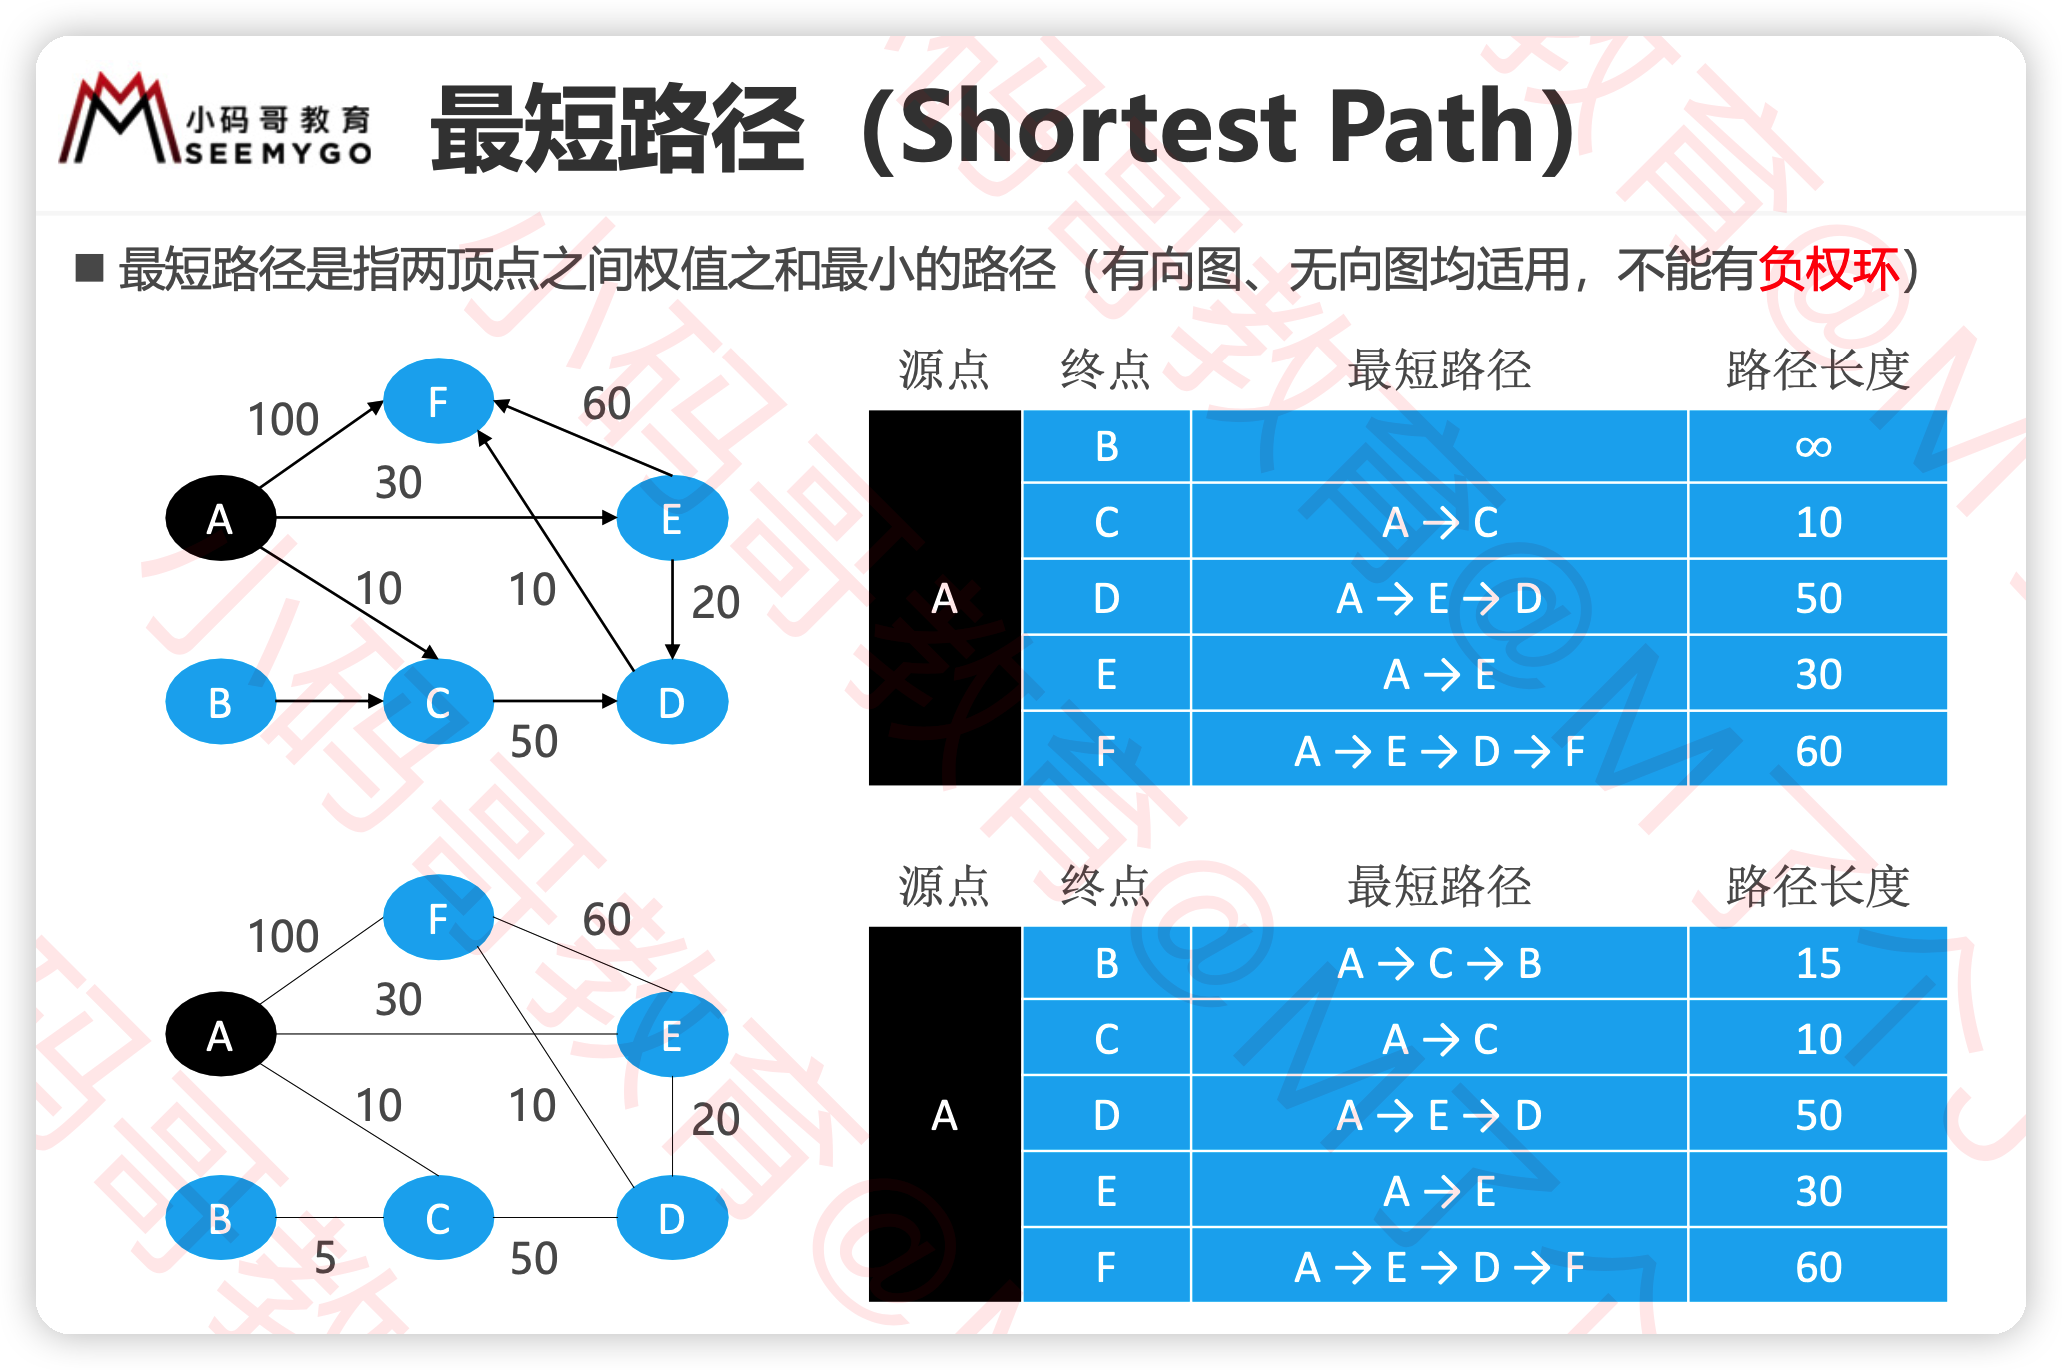 小码哥教育
SEEMYGO
最短路径（Shortest Path）
■ 最短路径是指两顶点之间权值之和最小的路径（有向图、无向图均适用，不能有负权环）
F
100
60
30
A
E
10
10
20
B
C
D
50
源点 终点 最短路径 路径长度
A
B ∞
C A → C 10
D A → E → D 50
E A → E 30
F A → E → D → F 60
F
100
60
30
A
E
10
10
20
B
C
D
5
50
源点 终点 最短路径 路径长度
A
B A → C → B 15
C A → C 10
D A → E → D 50
E A → E 30
F A → E → D → F 60
小码哥教育@M了个J